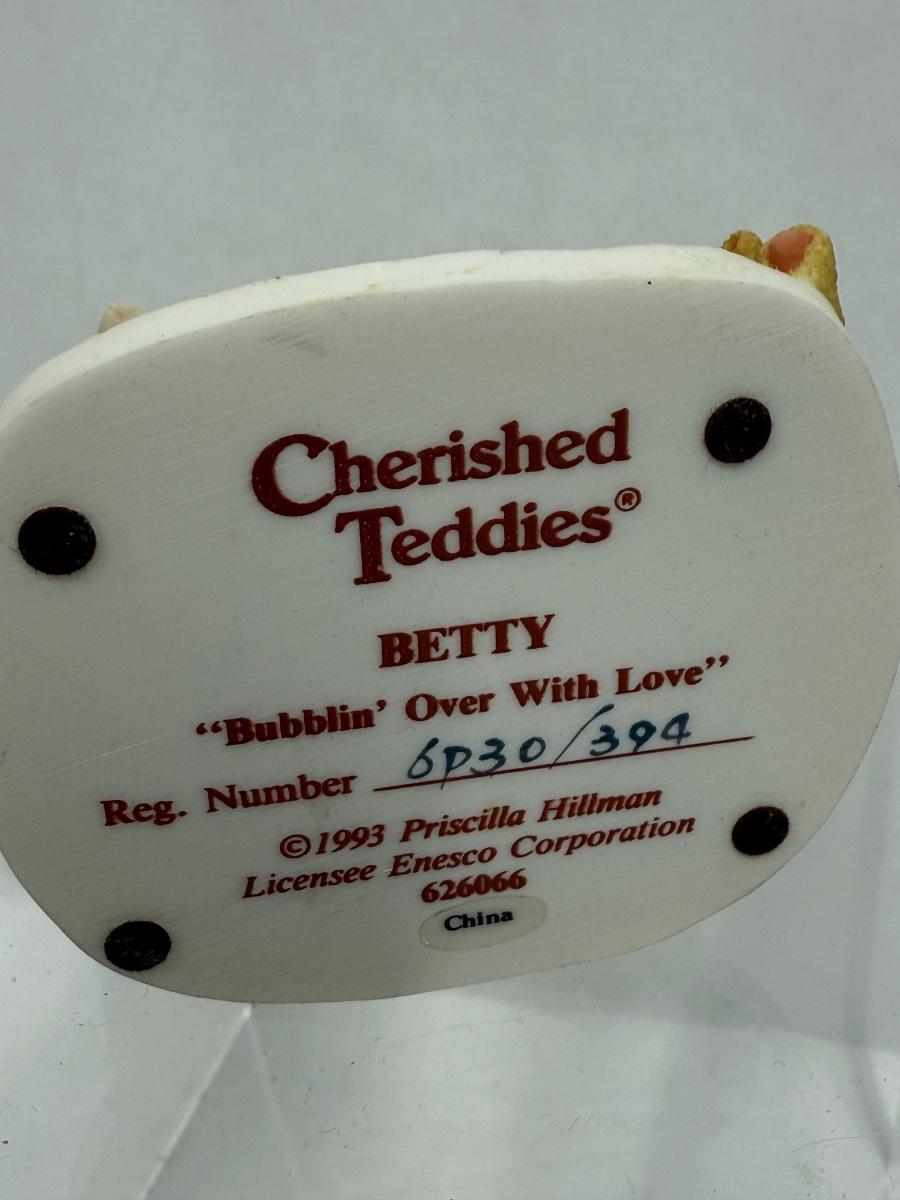 Cherished
Teddies®
BETTY
“Bubblin’ Over With Love”
Reg. Number 6P30/394
©1993 Priscilla Hillman
Licensee Enesco Corporation
626066
China